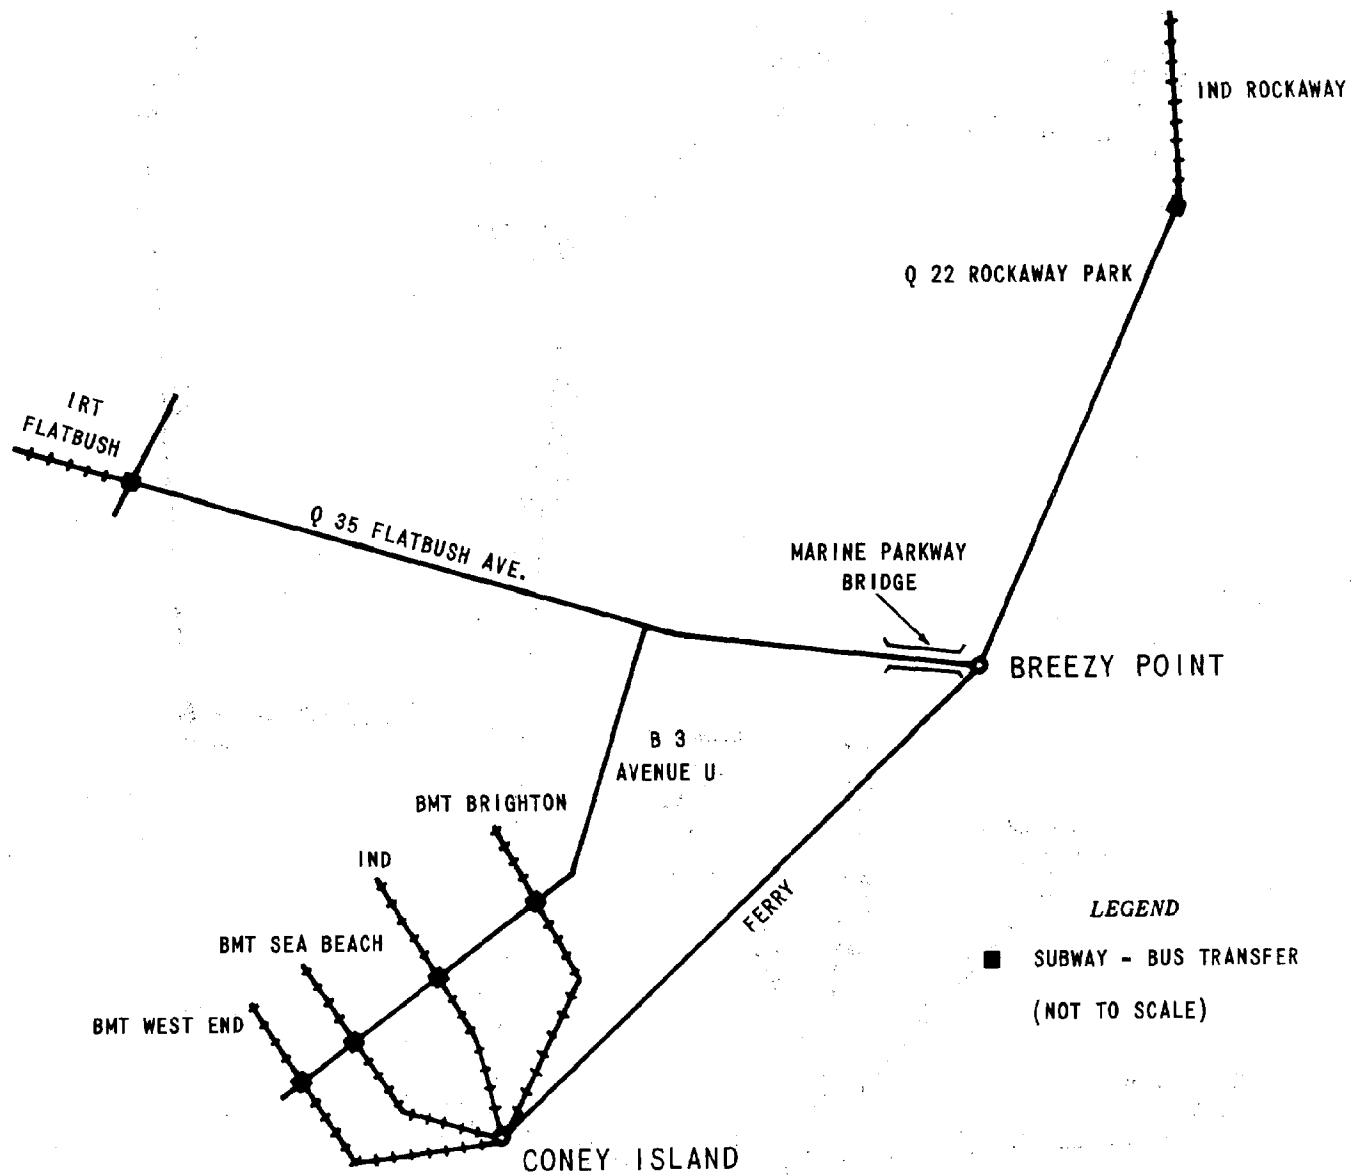 IND ROCKAWAY
Q 22 ROCKAWAY PARK
IRT
FLATBUSH
Q 35 FLATBUSH AVE.
MARINE PARKWAY
BRIDGE
BREEZY POINT
B 3
AVENUE U
BMT BRIGHTON
IND
BMT SEA BEACH
BMT WEST END
FERRY
LEGEND
SUBWAY - BUS TRANSFER
(NOT TO SCALE)
CONEY ISLAND